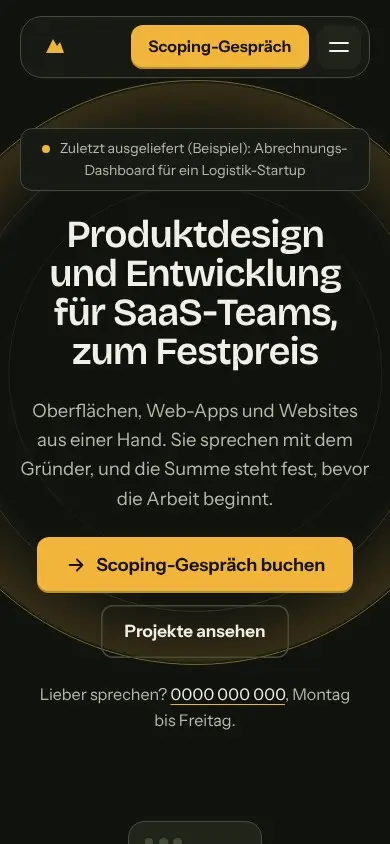 Scoping-Gespräch
Zuletzt ausgeliefert (Beispiel): Abrechnungs-
Dashboard für ein Logistik-Startup
Produktdesign
und Entwicklung
für SaaS-Teams,
zum Festpreis
Oberflächen, Web-Apps und Websites
aus einer Hand. Sie sprechen mit dem
Gründer, und die Summe steht fest, bevor
die Arbeit beginnt.
→ Scoping-Gespräch buchen
Projekte ansehen
Lieber sprechen? 0000 000 000, Montag
bis Freitag.